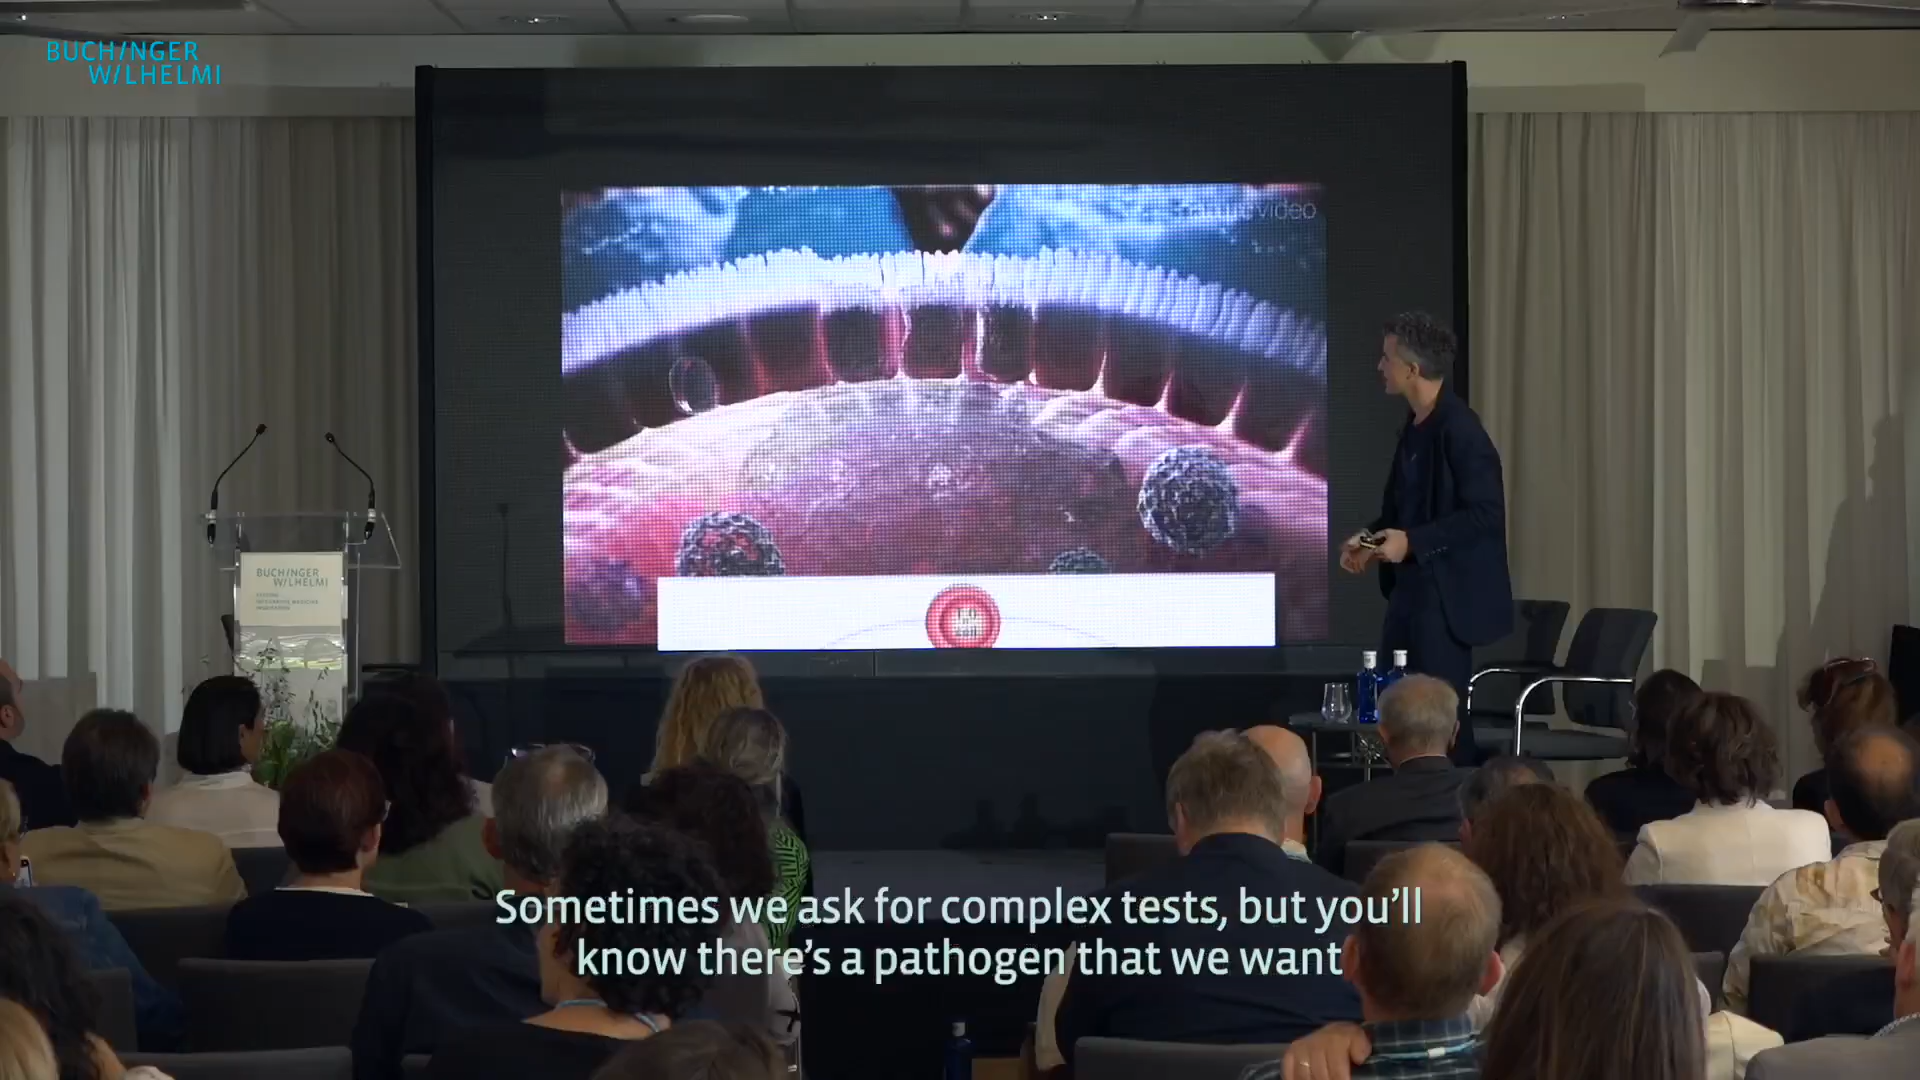 BUCHINGER
WILHELMI
video
BUCHINGER
WILHELMI
Sometimes we ask for complex tests, but you’ll
know there’s a pathogen that we want